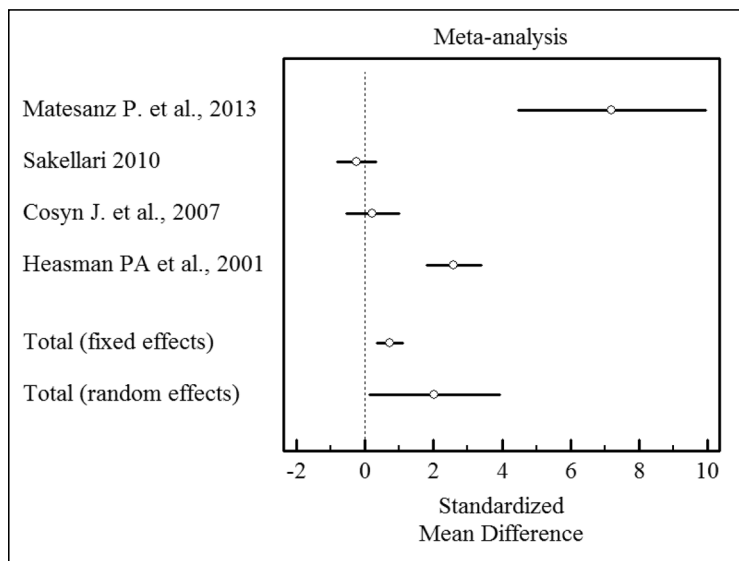 Meta-analysis
Matesanz P. et al., 2013
Sakellari 2010
Cosyn J. et al., 2007
Heasman PA et al., 2001
Total (fixed effects)
Total (random effects)
-2 0 2 4 6 8 10
Standardized
Mean Difference